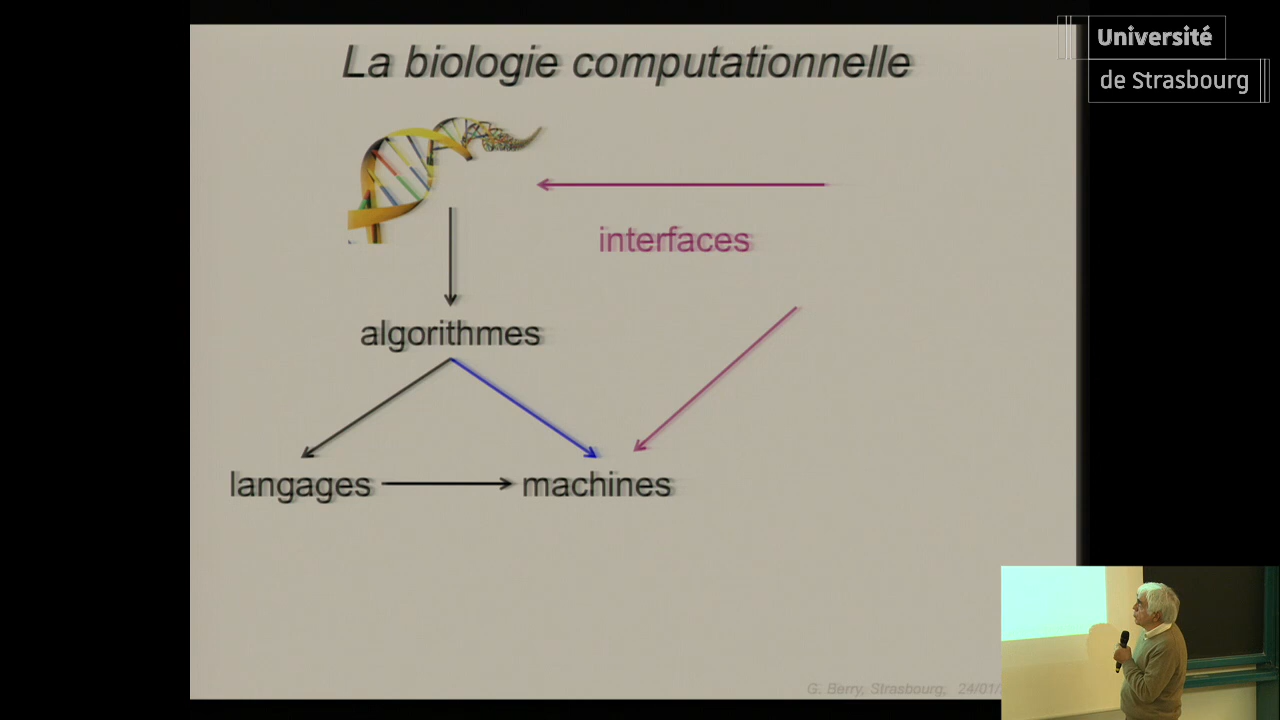 La biologie computationnelle
Université
de Strasbourg
interfaces
algorithmes
langages
machines
G. Berry, Strasbourg, 24/01/